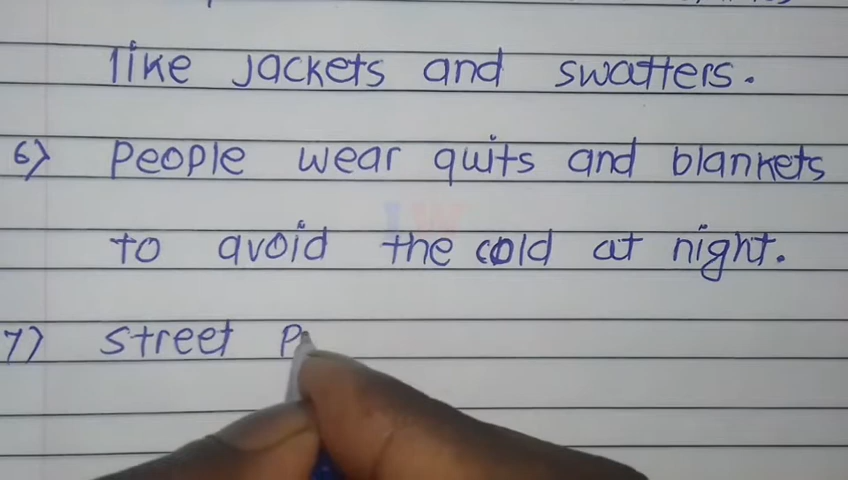 like jackets and swatters.
6) People wear quits and blankets
to avoid the cold at night.
7) Street P